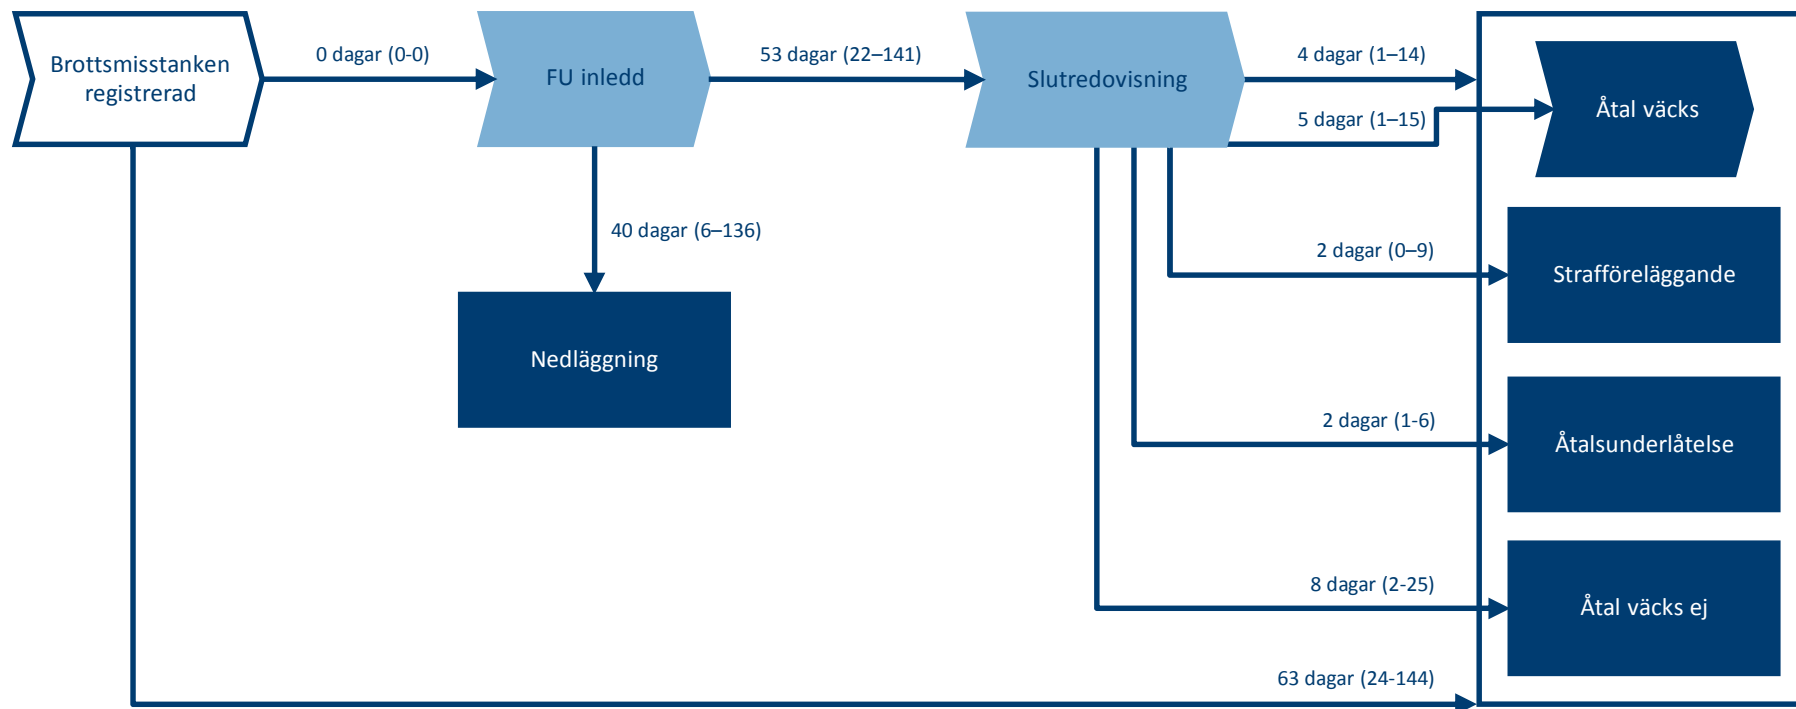 Brottsmisstanken
registrerad
0 dagar (0-0)
FU inledd
53 dagar (22–141)
Slutredovisning
4 dagar (1–14)
5 dagar (1–15)
Åtal väcks
40 dagar (6–136)
Nedläggning
2 dagar (0–9)
Strafföreläggande
2 dagar (1-6)
Åtalsunderlåtelse
8 dagar (2-25)
Åtal väcks ej
63 dagar (24-144)